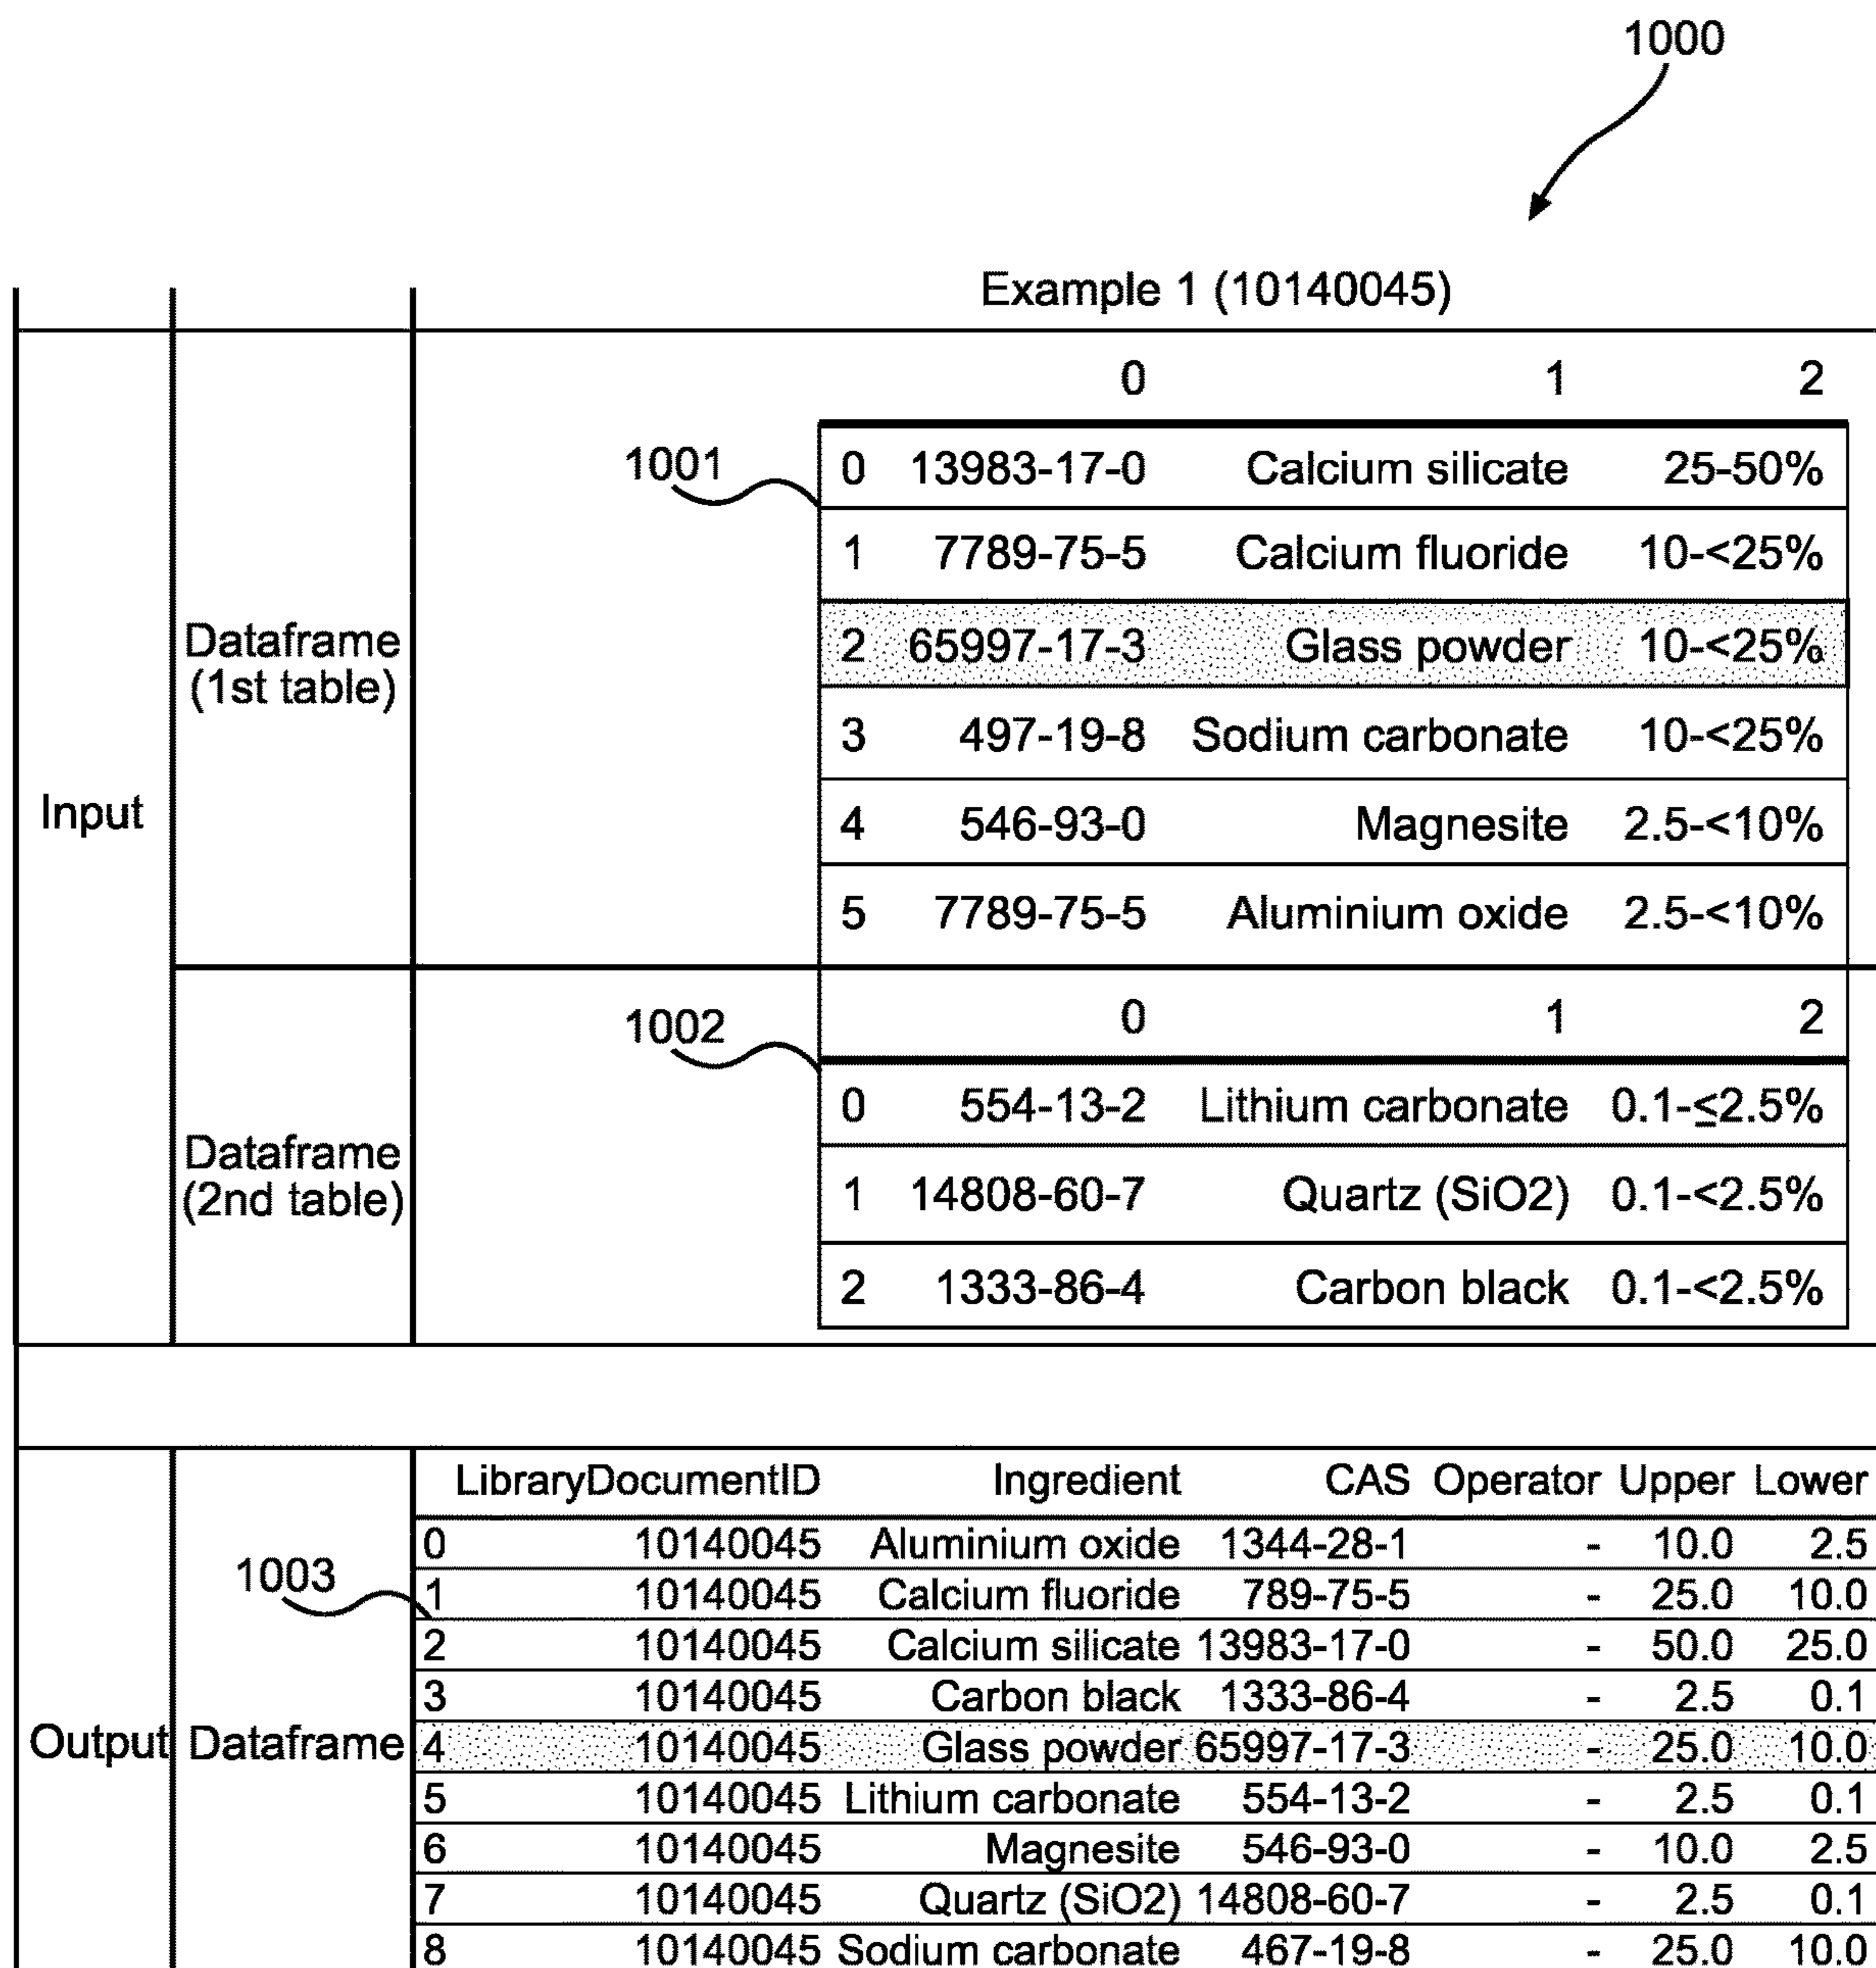 1000
Example 1 (10140045)
0 1 2
1001
0 13983-17-0 Calcium silicate 25-50%
1 7789-75-5 Calcium fluoride 10-<25%
2 65997-17-3 Glass powder 10-<25%
3 497-19-8 Sodium carbonate 10-<25%
4 546-93-0 Magnesite 2.5-<10%
5 7789-75-5 Aluminium oxide 2.5-<10%
Dataframe
(1st table)
Input
1002
0 1 2
0 554-13-2 Lithium carbonate 0.1-≤2.5%
1 14808-60-7 Quartz (SiO2) 0.1-<2.5%
2 1333-86-4 Carbon black 0.1-<2.5%
Dataframe
(2nd table)
LibraryDocumentID Ingredient CAS Operator Upper Lower
1003
0 10140045 Aluminium oxide 1344-28-1 - 10.0 2.5
1 10140045 Calcium fluoride 789-75-5 - 25.0 10.0
2 10140045 Calcium silicate 13983-17-0 - 50.0 25.0
3 10140045 Carbon black 1333-86-4 - 2.5 0.1
Output Dataframe 4 10140045 Glass powder 65997-17-3 - 25.0 10.0
5 10140045 Lithium carbonate 554-13-2 - 2.5 0.1
6 10140045 Magnesite 546-93-0 - 10.0 2.5
7 10140045 Quartz (SiO2) 14808-60-7 - 2.5 0.1
8 10140045 Sodium carbonate 467-19-8 - 25.0 10.0